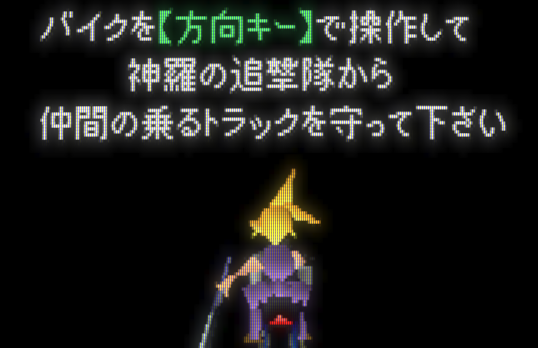 バイクを【方向キー】で操作して
神羅の追撃隊から
仲間の乗るトラックを守って下さい